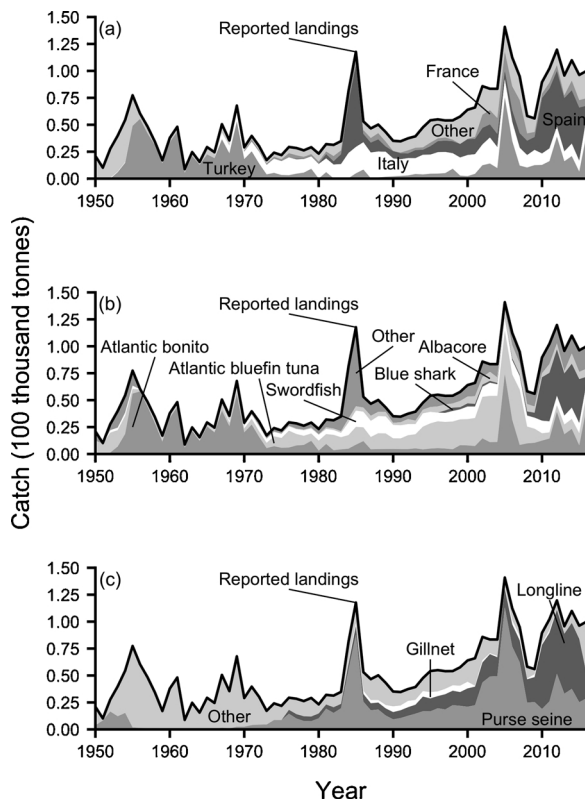 Catch (100 thousand tonnes)
(a)
1.50
1.25
1.00
0.75
0.50
0.25
0.00
Reported landings
France
Other
Spain
Turkey
Italy
1950 1960 1970 1980 1990 2000 2010
(b)
1.50
1.25
1.00
0.75
0.50
0.25
0.00
Reported landings
Other
Albacore
Atlantic bonito
Atlantic bluefin tuna
Blue shark
Swordfish
1950 1960 1970 1980 1990 2000 2010
(c)
1.50
1.25
1.00
0.75
0.50
0.25
0.00
Reported landings
Longline
Gillnet
Other
Purse seine
1950 1960 1970 1980 1990 2000 2010
Year